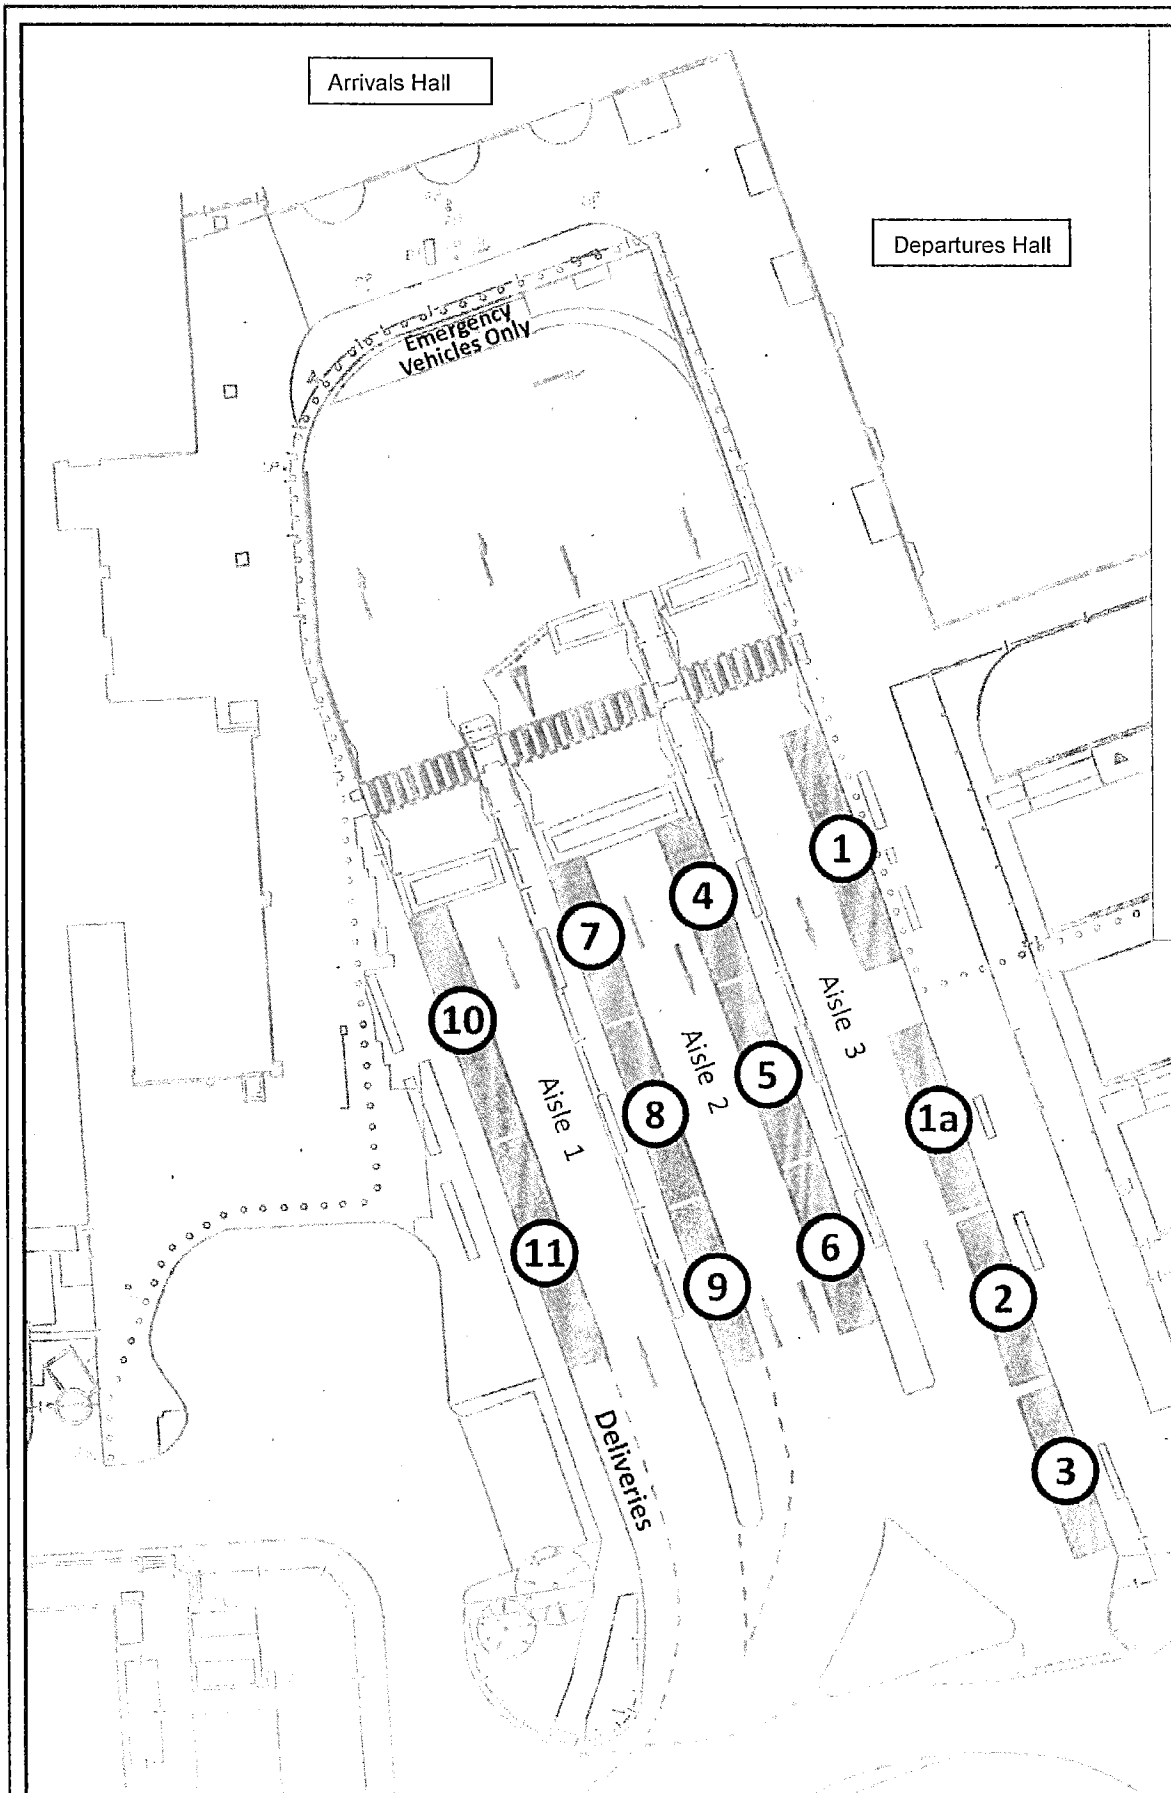 Arrivals Hall
Departures Hall
Emergency
Vehicles Only
1
4
7
10
Aisle 3
Aisle 2
5
Aisle 1
8
1a
11
6
9
2
Deliveries
3